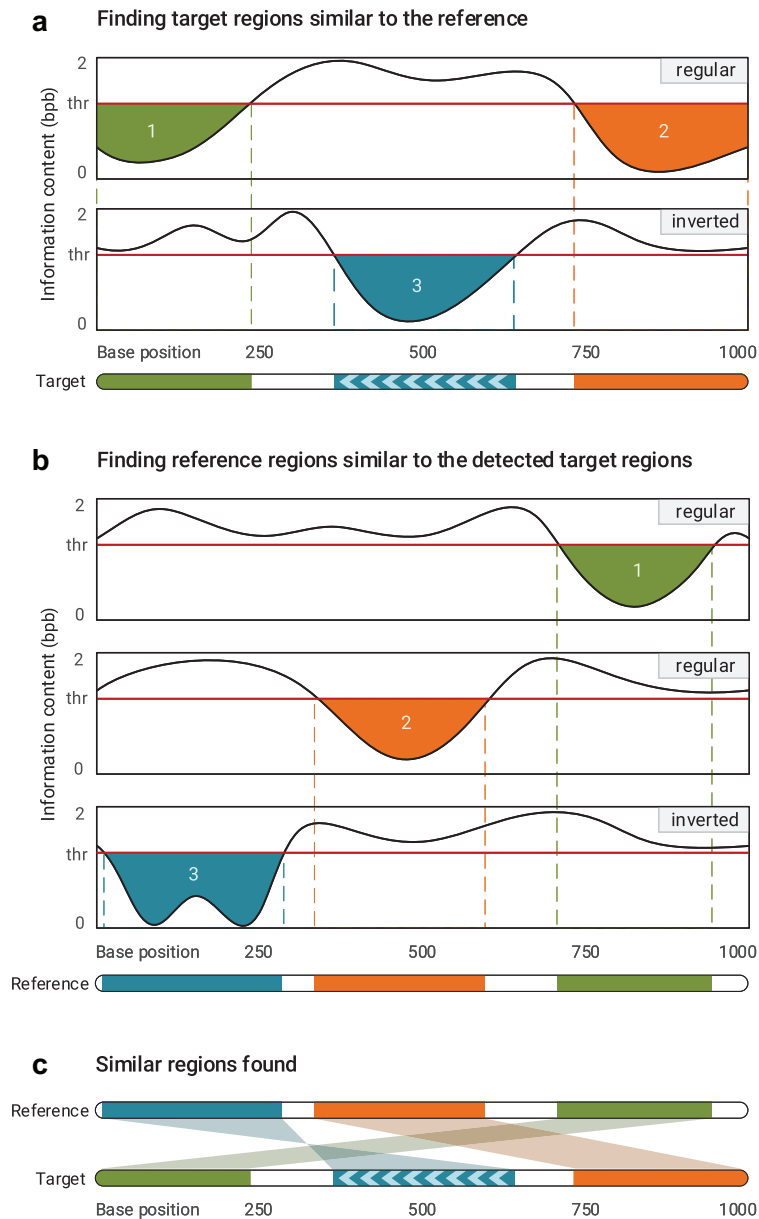 a Finding target regions similar to the reference
Information content (bpb)
2
regular
thr
1
2
0
2
inverted
thr
3
0
Base position 250 500 750 1000
Target
b Finding reference regions similar to the detected target regions
Information content (bpb)
2
regular
thr
1
0
2
regular
thr
2
0
2
inverted
thr
3
0
Base position 250 500 750 1000
Reference
c Similar regions found
Reference
Target
Base position 250 500 750 1000